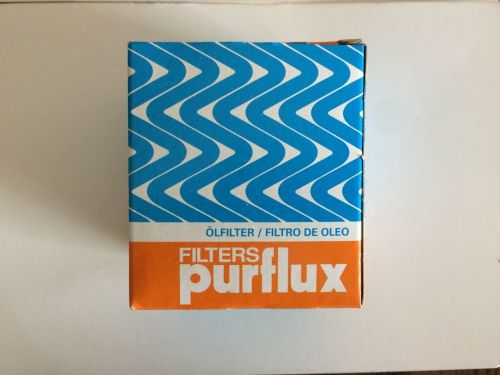 ÖLFILTER / FILTRO DE OLEO
FILTERS
purflux